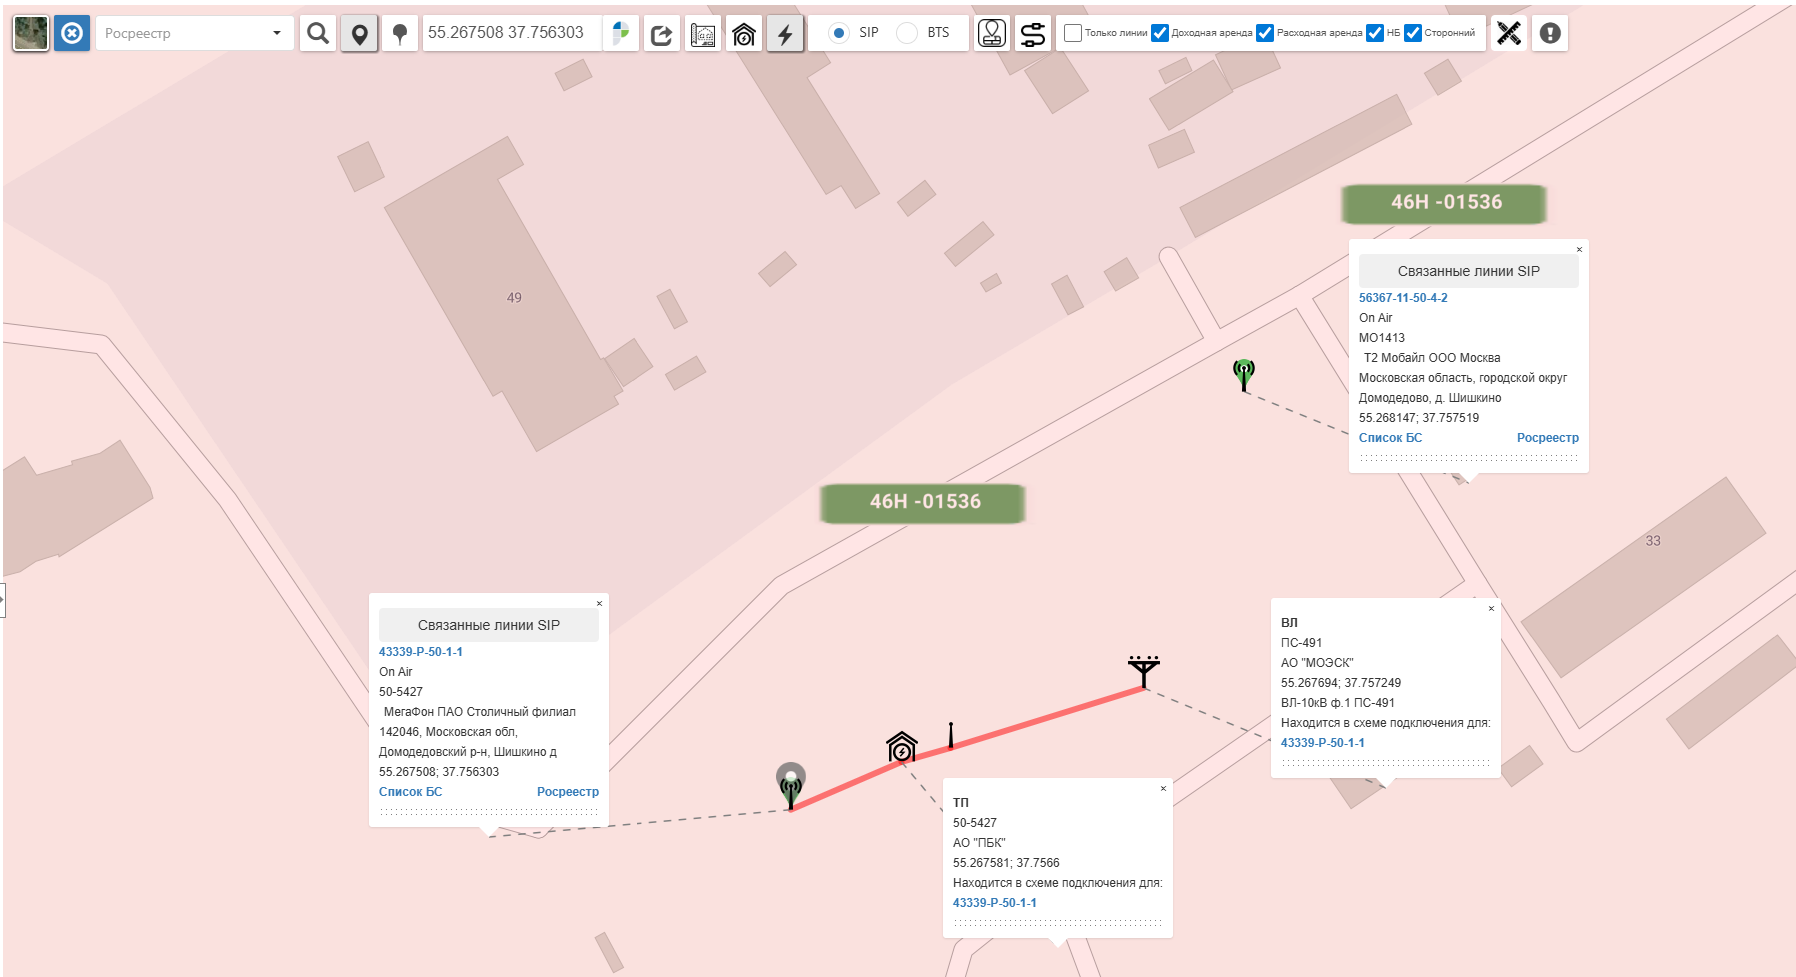 Росреестр
55.267508 37.756303
SIP
BTS
Только линии
Доходная аренда
Расходная аренда
НБ
Сторонний
46Н -01536
×
Связанные линии SIP
56367-11-50-4-2
On Air
МО1413
Т2 Мобайл ООО Москва
Московская область, городской округ
Домодедово, д. Шишкино
55.268147; 37.757519
Список БС
Росреестр
49
46Н -01536
33
×
Связанные линии SIP
43339-Р-50-1-1
On Air
50-5427
МегаФон ПАО Столичный филиал
142046, Московская обл,
Домодедовский р-н, Шишкино д
55.267508; 37.756303
Список БС
Росреестр
×
ВЛ
ПС-491
АО "МОЭСК"
55.267694; 37.757249
ВЛ-10кВ ф.1 ПС-491
Находится в схеме подключения для:
43339-Р-50-1-1
×
ТП
50-5427
АО "ПБК"
55.267581; 37.7566
Находится в схеме подключения для:
43339-Р-50-1-1